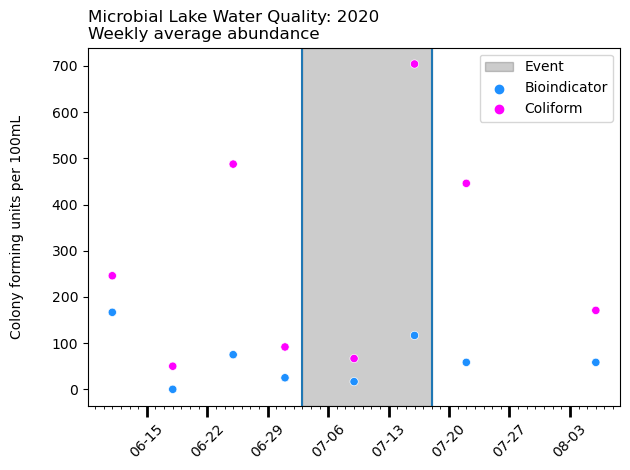 Microbial Lake Water Quality: 2020
Weekly average abundance
Event
Bioindicator
Coliform
Colony forming units per 100mL
700
600
500
400
300
200
100
0
06-15
06-22
06-29
07-06
07-13
07-20
07-27
08-03